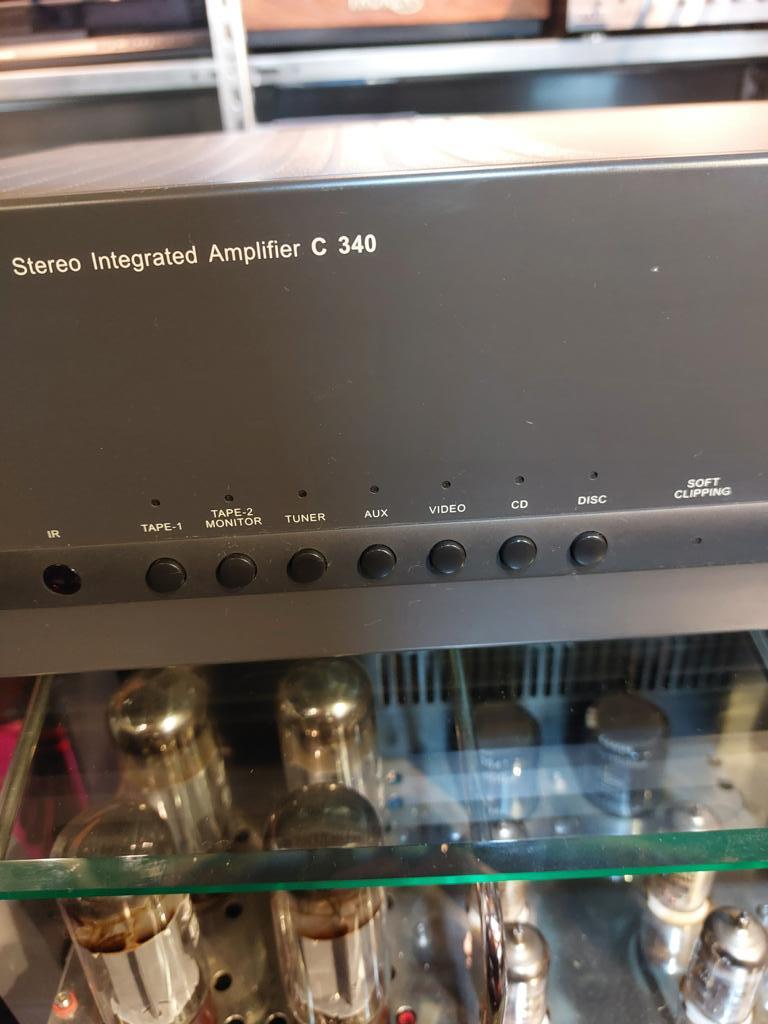 Stereo Integrated Amplifier C 340
IR
TAPE-1
TAPE-2
MONITOR
TUNER
AUX
VIDEO
CD
DISC
SOFT
CLIPPING